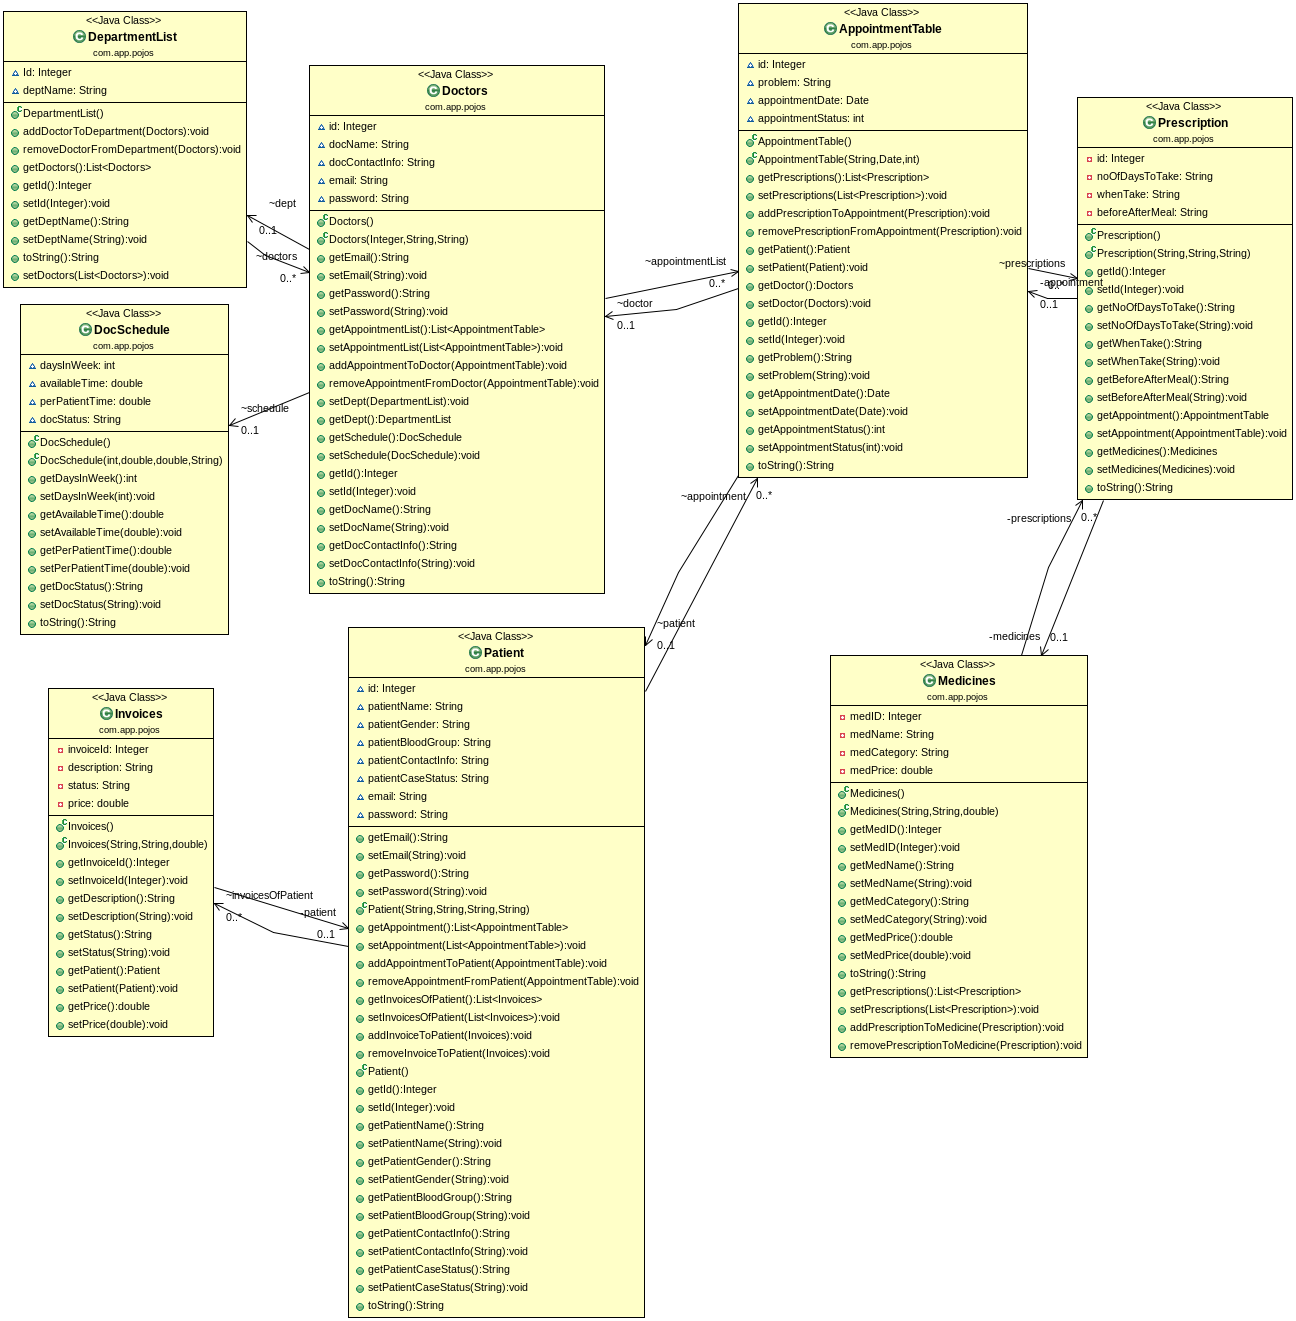 <<Java Class>>
DepartmentList
com.app.pojos
Id: Integer
deptName: String
DepartmentList()
addDoctorToDepartment(Doctors):void
removeDoctorFromDepartment(Doctors):void
getDoctors():List<Doctors>
getId():Integer
setId(Integer):void
getDeptName():String
setDeptName(String):void
toString():String
setDoctors(List<Doctors>):void
~dept
0..1
~doctors
0..*
<<Java Class>>
Doctors
com.app.pojos
id: Integer
docName: String
docContactInfo: String
email: String
password: String
Doctors()
Doctors(Integer,String,String)
getEmail():String
setEmail(String):void
getPassword():String
setPassword(String):void
getAppointmentList():List<AppointmentTable>
setAppointmentList(List<AppointmentTable>):void
addAppointmentToDoctor(AppointmentTable):void
removeAppointmentFromDoctor(AppointmentTable):void
setDept(DepartmentList):void
getDept():DepartmentList
getSchedule():DocSchedule
setSchedule(DocSchedule):void
getId():Integer
setId(Integer):void
getDocName():String
setDocName(String):void
getDocContactInfo():String
setDocContactInfo(String):void
toString():String
~appointmentList
0..*
~doctor
0..1
<<Java Class>>
AppointmentTable
com.app.pojos
id: Integer
problem: String
appointmentDate: Date
appointmentStatus: int
AppointmentTable()
AppointmentTable(String,Date,int)
getPrescriptions():List<Prescription>
setPrescriptions(List<Prescription>):void
addPrescriptionToAppointment(Prescription):void
removePrescriptionFromAppointment(Prescription):void
getPatient():Patient
setPatient(Patient):void
getDoctor():Doctors
setDoctor(Doctors):void
getId():Integer
setId(Integer):void
getProblem():String
setProblem(String):void
getAppointmentDate():Date
setAppointmentDate(Date):void
getAppointmentStatus():int
setAppointmentStatus(int):void
toString():String
~prescriptions
0..*
-appointment
0..1
<<Java Class>>
Prescription
com.app.pojos
id: Integer
noOfDaysToTake: String
whenTake: String
beforeAfterMeal: String
Prescription()
Prescription(String,String,String)
getId():Integer
setId(Integer):void
getNoOfDaysToTake():String
setNoOfDaysToTake(String):void
getWhenTake():String
setWhenTake(String):void
getBeforeAfterMeal():String
setBeforeAfterMeal(String):void
getAppointment():AppointmentTable
setAppointment(AppointmentTable):void
getMedicines():Medicines
setMedicines(Medicines):void
toString():String
<<Java Class>>
DocSchedule
com.app.pojos
daysInWeek: int
availableTime: double
perPatientTime: double
docStatus: String
DocSchedule()
DocSchedule(int,double,double,String)
getDaysInWeek():int
setDaysInWeek(int):void
getAvailableTime():double
setAvailableTime(double):void
getPerPatientTime():double
setPerPatientTime(double):void
getDocStatus():String
setDocStatus(String):void
toString():String
~schedule
0..1
~appointment
0..*
~patient
0..1
-prescriptions
0..*
-medicines
0..1
<<Java Class>>
Patient
com.app.pojos
id: Integer
patientName: String
patientGender: String
patientBloodGroup: String
patientContactInfo: String
patientCaseStatus: String
email: String
password: String
getEmail():String
setEmail(String):void
getPassword():String
setPassword(String):void
Patient(String,String,String,String)
getAppointment():List<AppointmentTable>
setAppointment(List<AppointmentTable>):void
addAppointmentToPatient(AppointmentTable):void
removeAppointmentFromPatient(AppointmentTable):void
getInvoicesOfPatient():List<Invoices>
setInvoicesOfPatient(List<Invoices>):void
addInvoiceToPatient(Invoices):void
removeInvoiceToPatient(Invoices):void
Patient()
getId():Integer
setId(Integer):void
getPatientName():String
setPatientName(String):void
getPatientGender():String
setPatientGender(String):void
getPatientBloodGroup():String
setPatientBloodGroup(String):void
getPatientContactInfo():String
setPatientContactInfo(String):void
getPatientCaseStatus():String
setPatientCaseStatus(String):void
toString():String
<<Java Class>>
Medicines
com.app.pojos
medID: Integer
medName: String
medCategory: String
medPrice: double
Medicines()
Medicines(String,String,double)
getMedID():Integer
setMedID(Integer):void
getMedName():String
setMedName(String):void
getMedCategory():String
setMedCategory(String):void
getMedPrice():double
setMedPrice(double):void
toString():String
getPrescriptions():List<Prescription>
setPrescriptions(List<Prescription>):void
addPrescriptionToMedicine(Prescription):void
removePrescriptionToMedicine(Prescription):void
<<Java Class>>
Invoices
com.app.pojos
invoiceId: Integer
description: String
status: String
price: double
Invoices()
Invoices(String,String,double)
getInvoiceId():Integer
setInvoiceId(Integer):void
getDescription():String
setDescription(String):void
getStatus():String
setStatus(String):void
getPatient():Patient
setPatient(Patient):void
getPrice():double
setPrice(double):void
~invoicesOfPatient
0..*
-patient
0..1